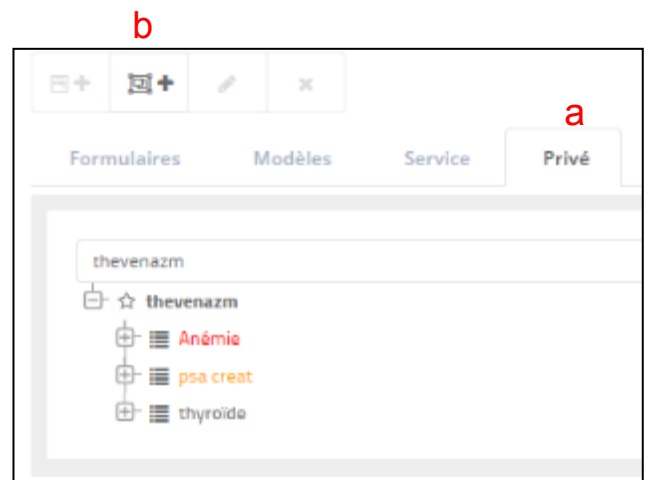 b
a
Formulaires Modèles Service Privé
thevenazm
thevenazm
Anémie
psa creat
thyroïde